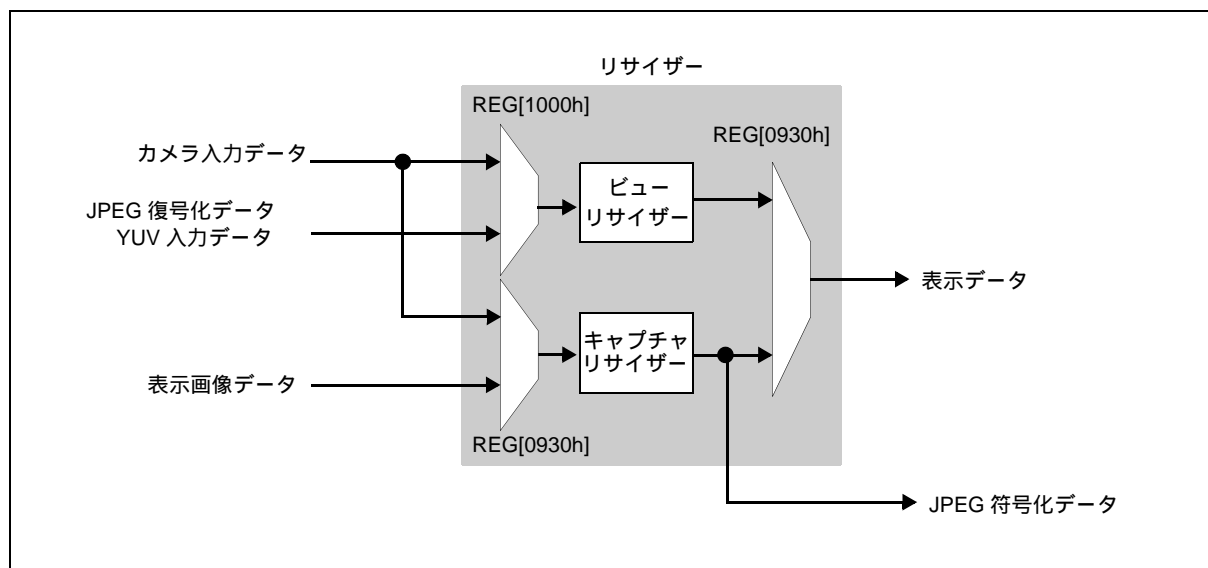 リサイザー
REG[1000h]
REG[0930h]
カメラ入力データ
JPEG 復号化データ
YUV 入力データ
ビュー
リサイザー
表示データ
キャプチャ
リサイザー
表示画像データ
REG[0930h]
JPEG 符号化データ